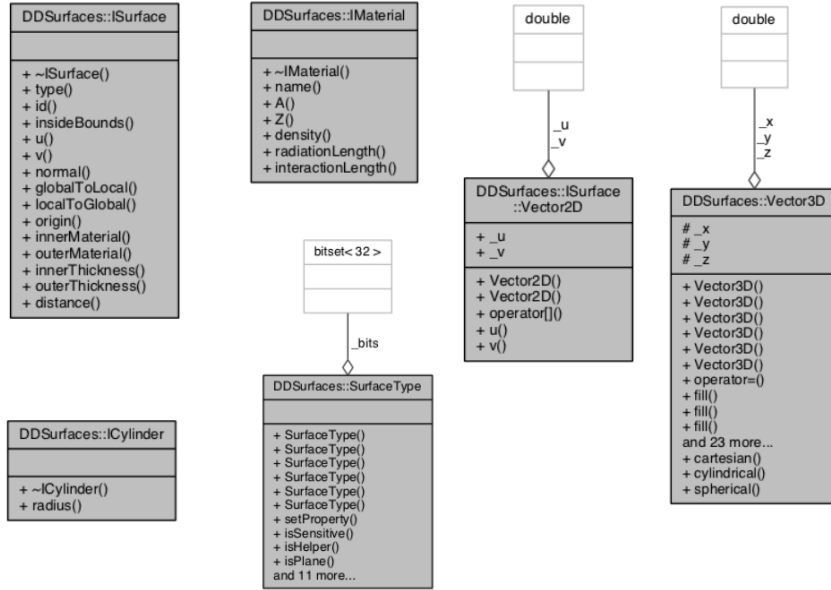 DDSurfaces::ISurface
+ ~ISurface()
+ type()
+ id()
+ insideBounds()
+ u()
+ v()
+ normal()
+ globalToLocal()
+ localToGlobal()
+ origin()
+ innerMaterial()
+ outerMaterial()
+ innerThickness()
+ outerThickness()
+ distance()
DDSurfaces::IMaterial
+ ~IMaterial()
+ name()
+ A()
+ Z()
+ density()
+ radiationLength()
+ interactionLength()
double
_u
_v
DDSurfaces::ISurface
::Vector2D
+ _u
+ _v
+ Vector2D()
+ Vector2D()
+ operator[]()
+ u()
+ v()
double
_x
_y
_z
DDSurfaces::Vector3D
# _x
# _y
# _z
+ Vector3D()
+ Vector3D()
+ Vector3D()
+ Vector3D()
+ Vector3D()
+ Vector3D()
+ operator=()
+ fill()
+ fill()
+ fill()
and 23 more...
+ cartesian()
+ cylindrical()
+ spherical()
bitset< 32 >
_bits
DDSurfaces::SurfaceType
+ SurfaceType()
+ SurfaceType()
+ SurfaceType()
+ SurfaceType()
+ SurfaceType()
+ SurfaceType()
+ setProperty()
+ isSensitive()
+ isHelper()
+ isPlane()
and 11 more...
DDSurfaces::ICylinder
+ ~ICylinder()
+ radius()